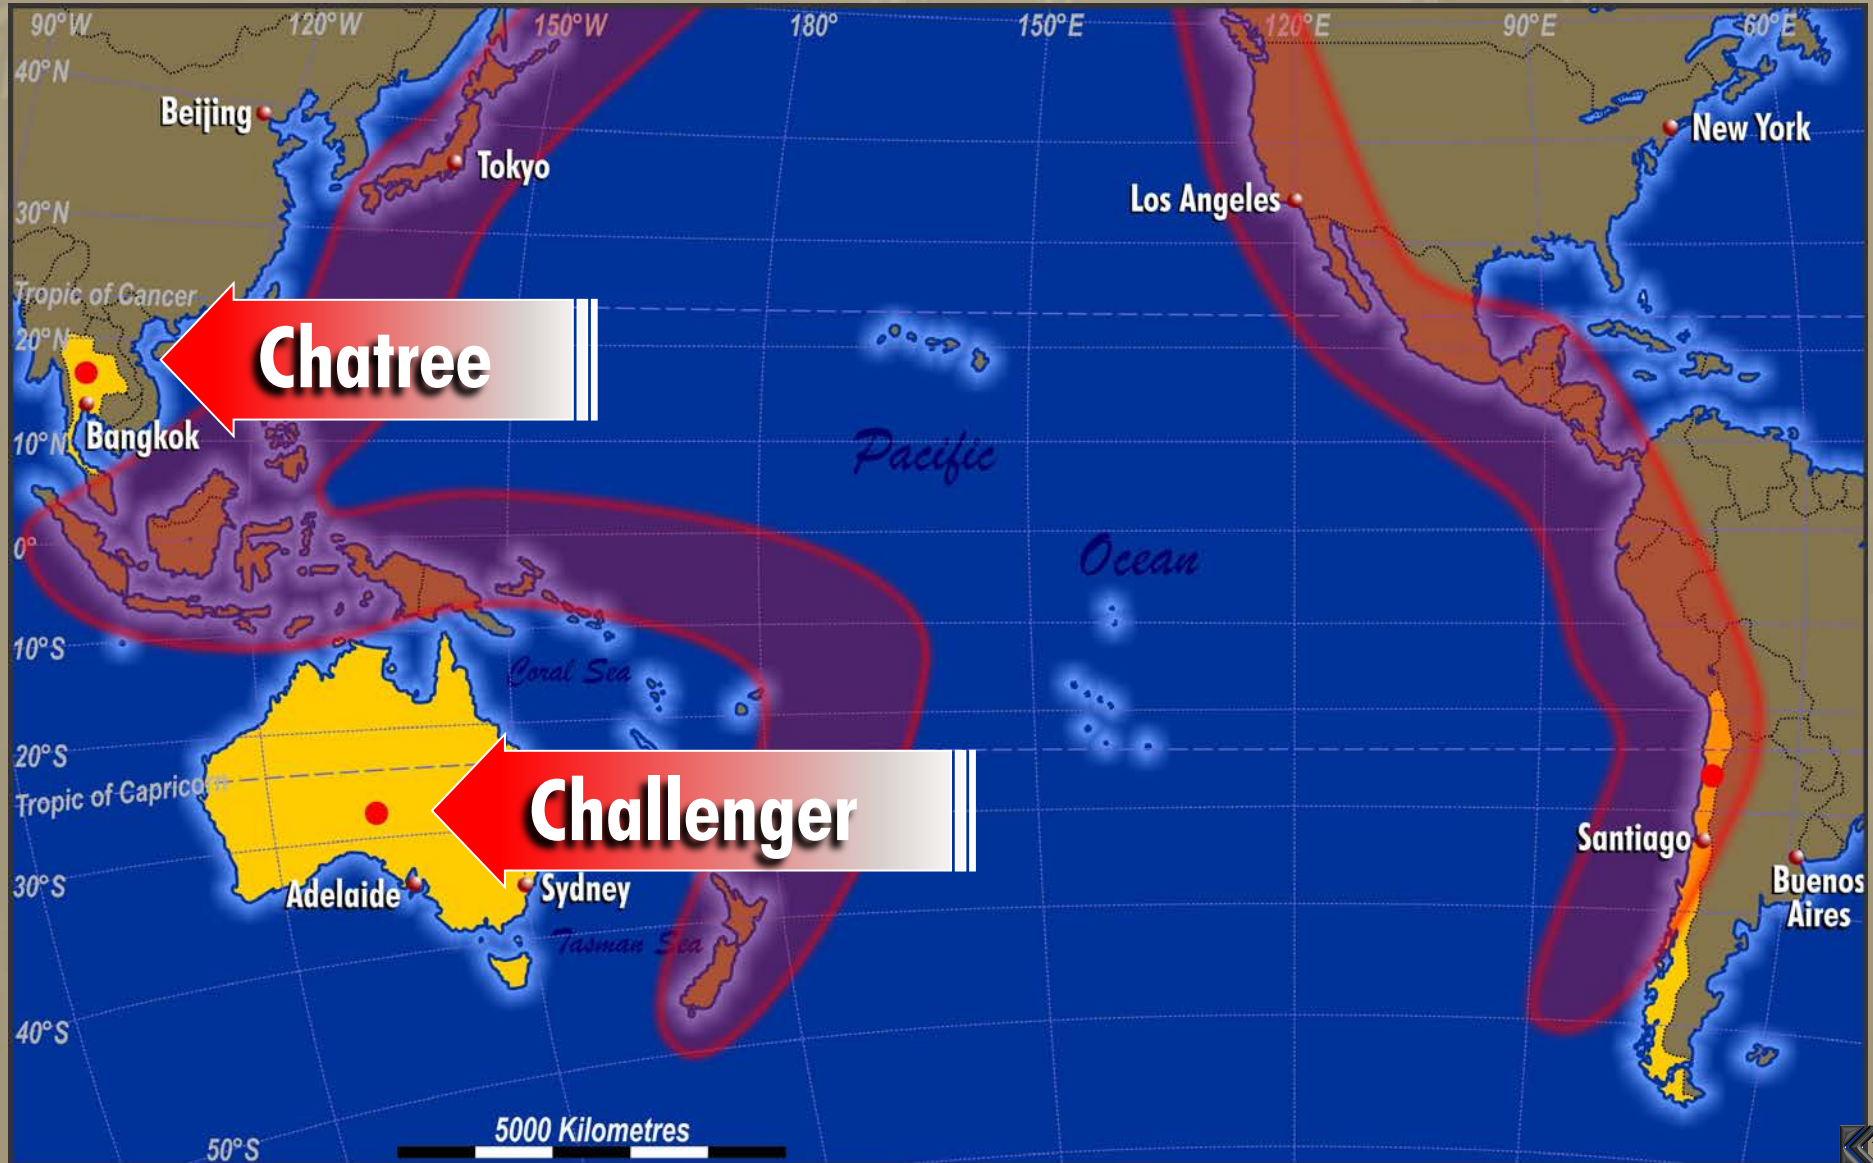 90°W
120°W
150°W
180°
150°E
120°E
90°E
60°E
40°N
Beijing
New York
Tokyo
Los Angeles
30°N
Tropic of Cancer
20°N
Chatree
Bangkok
10°N
Pacific
Ocean
0°
10°S
Coral Sea
20°S
Tropic of Capricorn
Challenger
Santiago
30°S
Adelaide
Sydney
Buenos
Aires
Tasman Sea
40°S
5000 Kilometres
50°S